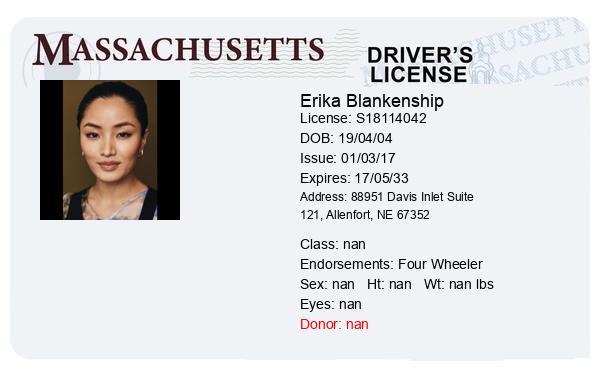 MASSACHUSETTS
DRIVER'S
LICENSE
Erika Blankenship
License: S18114042
DOB: 19/04/04
Issue: 01/03/17
Expires: 17/05/33
Address: 88951 Davis Inlet Suite
121, Allenfort, NE 67352
Class: nan
Endorsements: Four Wheeler
Sex: nan Ht: nan Wt: nan lbs
Eyes: nan
Donor: nan